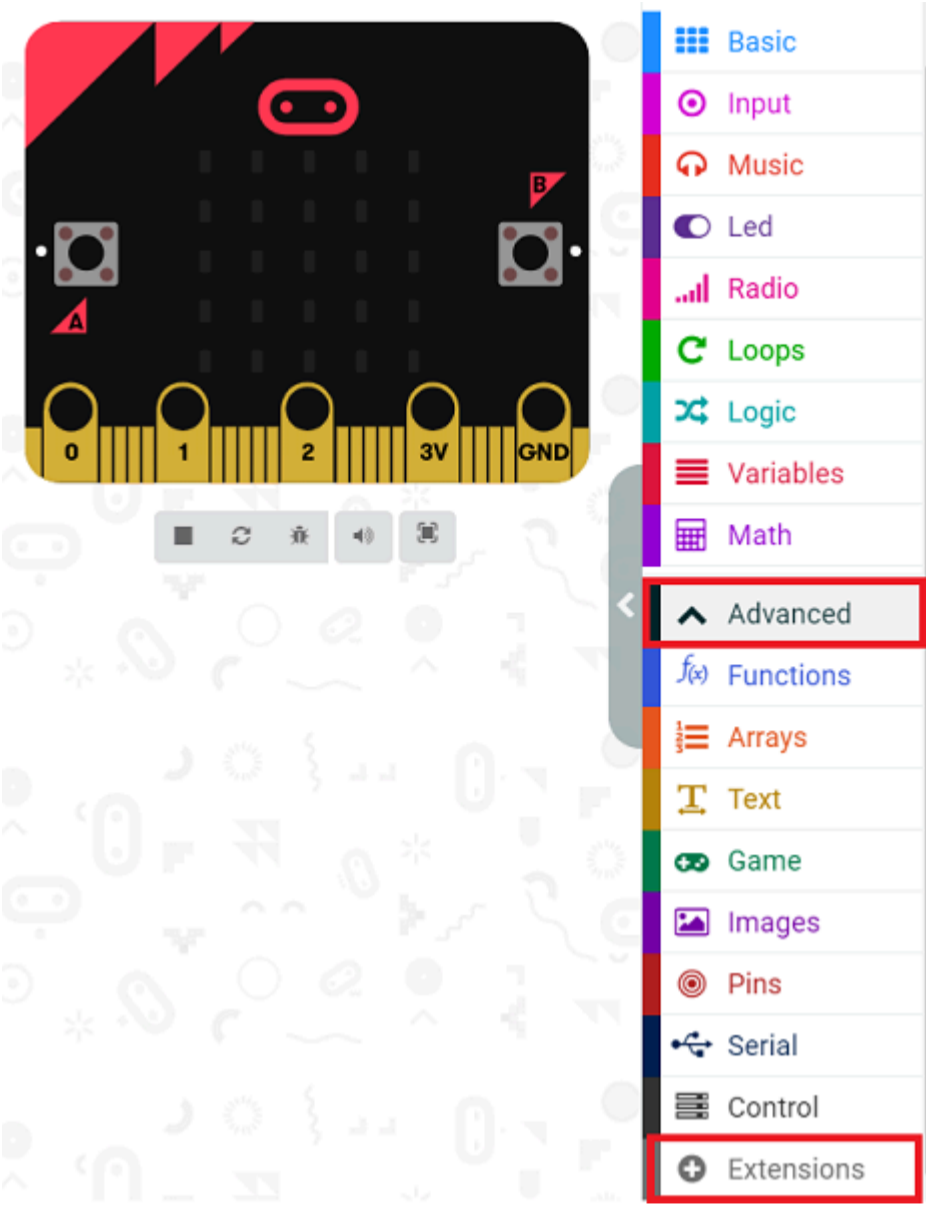 B
A
0 1 2 3V GND
Basic
Input
Music
Led
Radio
Loops
Logic
Variables
Math
Advanced
f(x) Functions
Arrays
Text
Game
Images
Pins
Serial
Control
Extensions